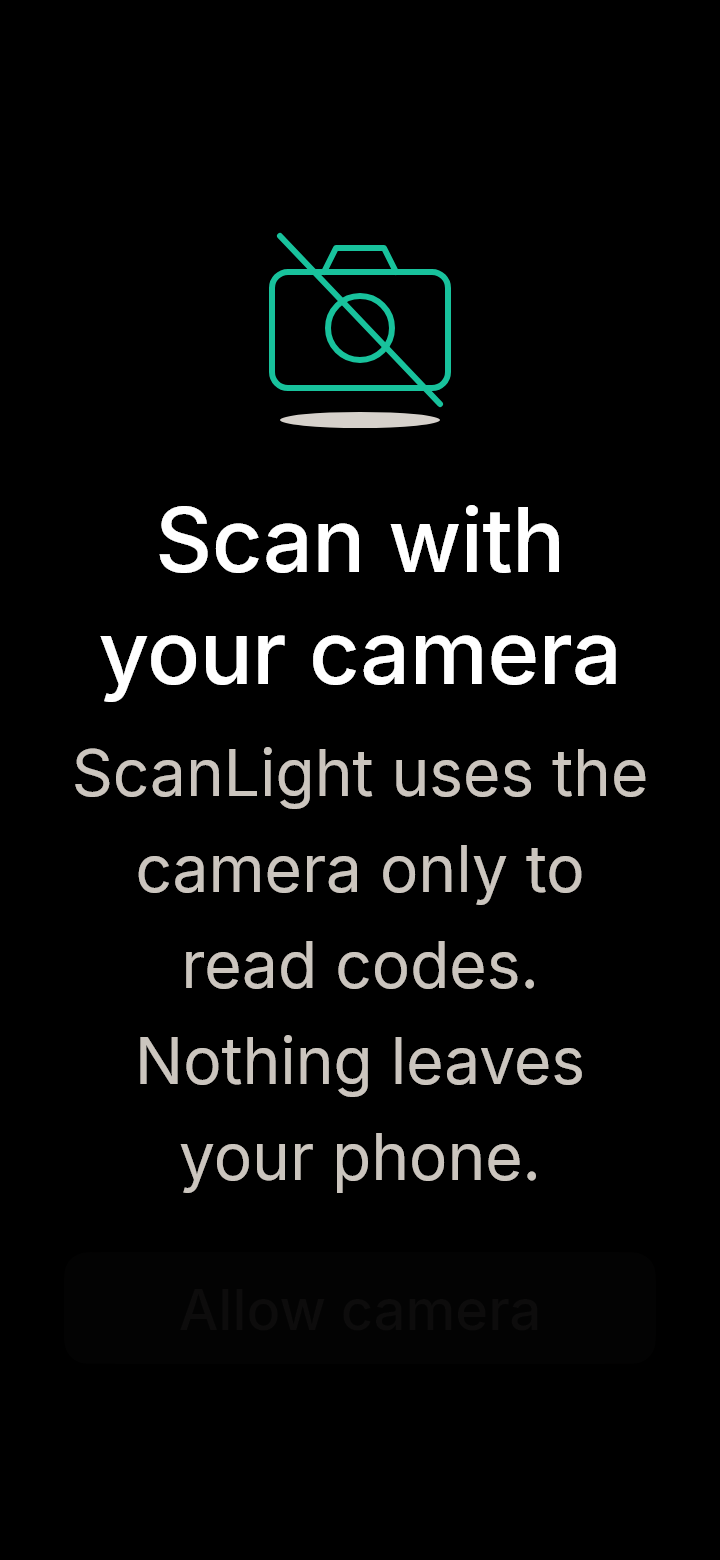 Scan with
your camera
ScanLight uses the
camera only to
read codes.
Nothing leaves
your phone.
Allow camera